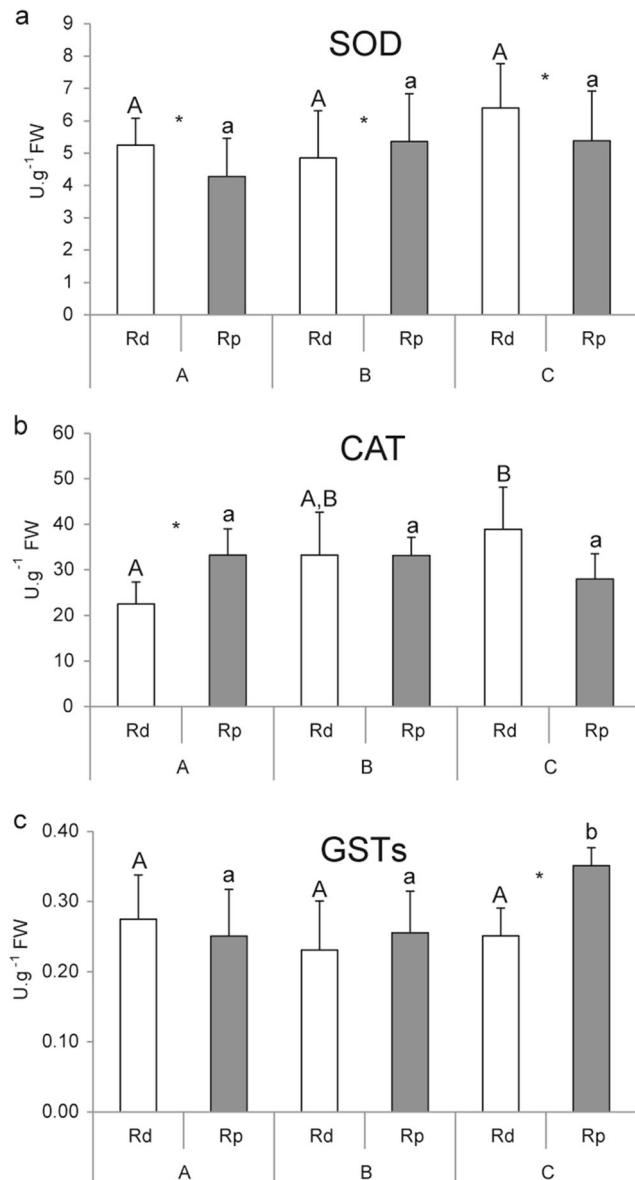 a
SOD
9
8
7
6
5
4
3
2
1
0
U.g⁻¹ FW
A * a A * a A * a
Rd Rp Rd Rp Rd Rp
A B C
b
CAT
60
50
40
30
20
10
0
U.g⁻¹ FW
A * a A,B a B a
Rd Rp Rd Rp Rd Rp
A B C
c
GSTs
0.40
0.30
0.20
0.10
0.00
U.g⁻¹ FW
A a A a A * b
Rd Rp Rd Rp Rd Rp
A B C